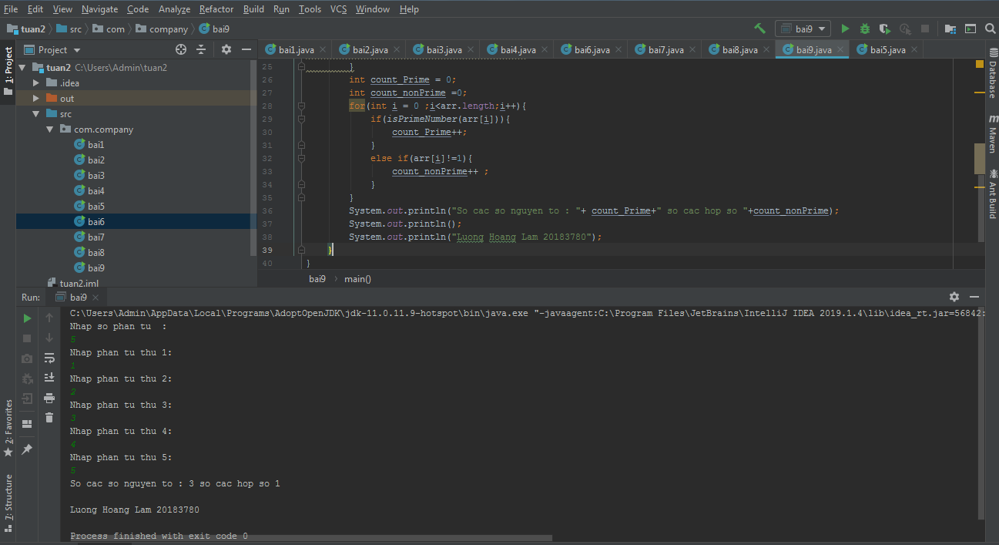 File Edit View Navigate Code Analyze Refactor Build Run Tools VCS Window Help
tuan2 src com company bai9 bai9
1: Project
Project
bai1.java bai2.java bai3.java bai4.java bai6.java bai7.java bai8.java bai9.java bai5.java
tuan2 C:\Users\Admin\tuan2
.idea
out
src
com.company
bai1
bai2
bai3
bai4
bai5
bai6
bai7
bai8
bai9
tuan2.iml
25 }
26 int count_Prime = 0;
27 int count_nonPrime =0;
28 for(int i = 0 ;i<arr.length;i++){
29 if(isPrimeNumber(arr[i])){
30 count_Prime++;
31 }
32 else if(arr[i]!=1){
33 count_nonPrime++ ;
34 }
35 }
36 System.out.println("So cac so nguyen to : "+ count_Prime+" so cac hop so "+count_nonPrime);
37 System.out.println();
38 System.out.println("Luong Hoang Lam 20183780");
39 }
40 }
bai9 main()
Database
Maven
Ant Build
Run: bai9
C:\Users\Admin\AppData\Local\Programs\AdoptOpenJDK\jdk-11.0.11.9-hotspot\bin\java.exe "-javaagent:C:\Program Files\JetBrains\IntelliJ IDEA 2019.1.4\lib\idea_rt.jar=56842:
Nhap so phan tu :
5
Nhap phan tu thu 1:
1
Nhap phan tu thu 2:
2
Nhap phan tu thu 3:
3
Nhap phan tu thu 4:
4
Nhap phan tu thu 5:
5
So cac so nguyen to : 3 so cac hop so 1
Luong Hoang Lam 20183780
Process finished with exit code 0
2: Favorites
7: Structure